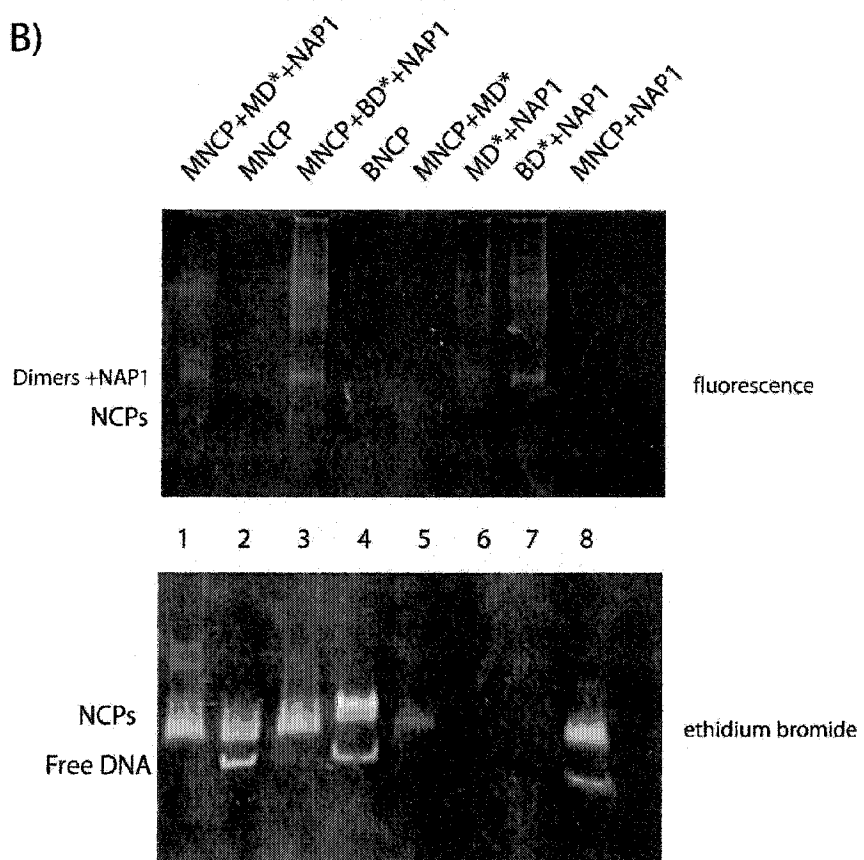 B)
MNCP+MD*+NAP1
MNCP
MNCP+BD*+NAP1
BNCP
MNCP+MD*
MD*+NAP1
BD*+NAP1
MNCP+NAP1
Dimers +NAP1
NCPs
fluorescence
1 2 3 4 5 6 7 8
NCPs
Free DNA
ethidium bromide